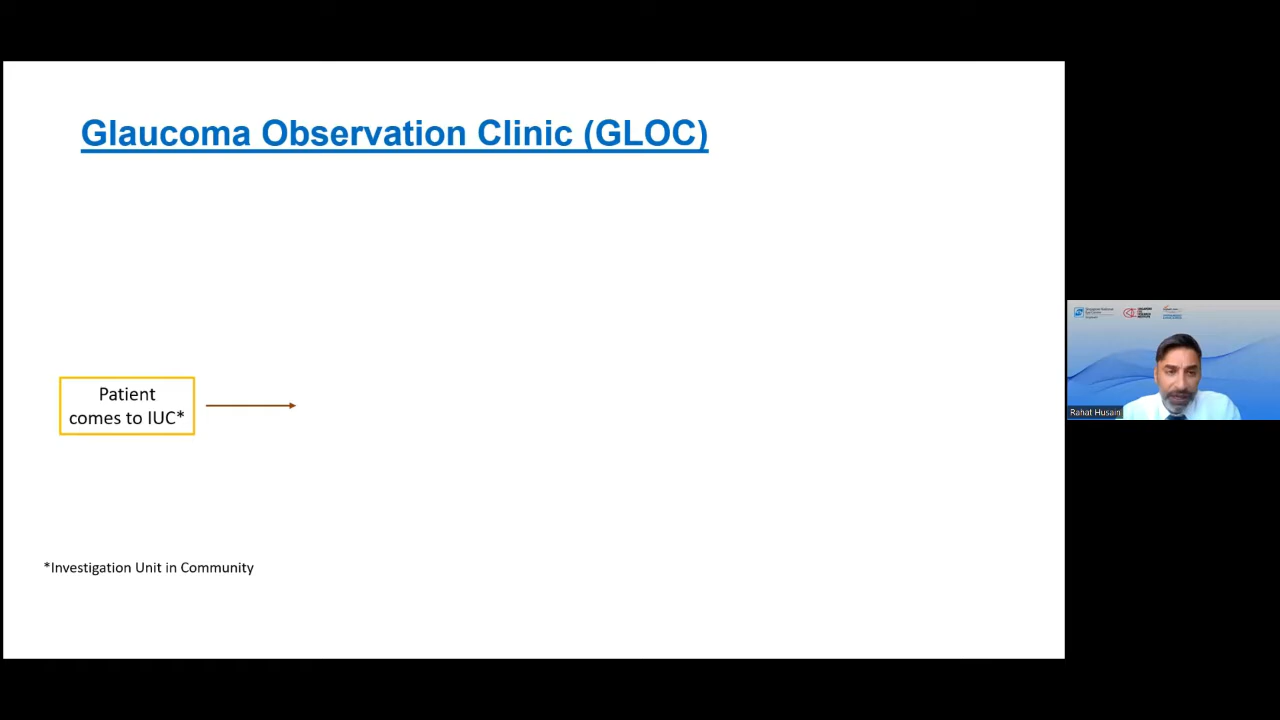 Glaucoma Observation Clinic (GLOC)
Patient
comes to IUC*
*Investigation Unit in Community
Rahat Husain